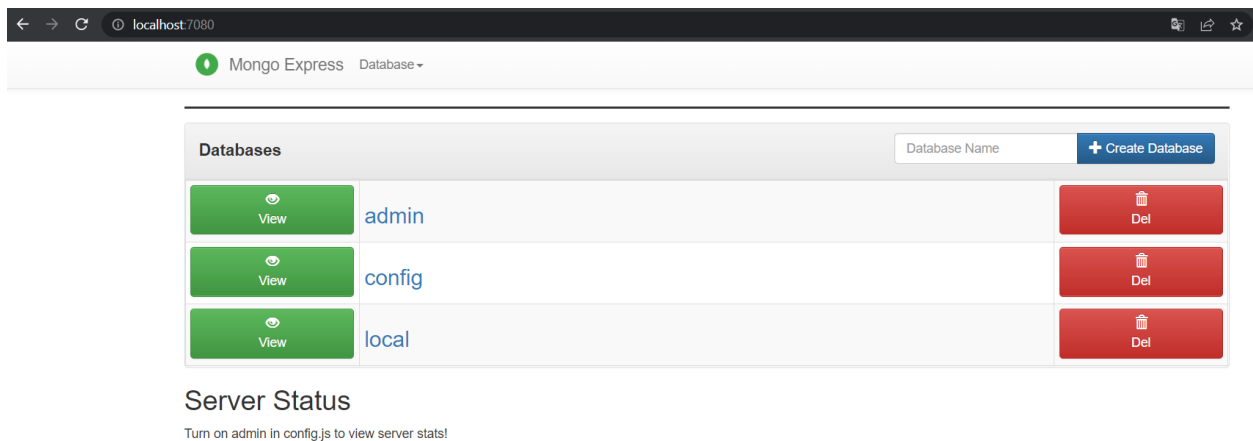 localhost:7080
Mongo Express Database
Databases
Database Name
Create Database
View
admin
Del
View
config
Del
View
local
Del
Server Status
Turn on admin in config.js to view server stats!